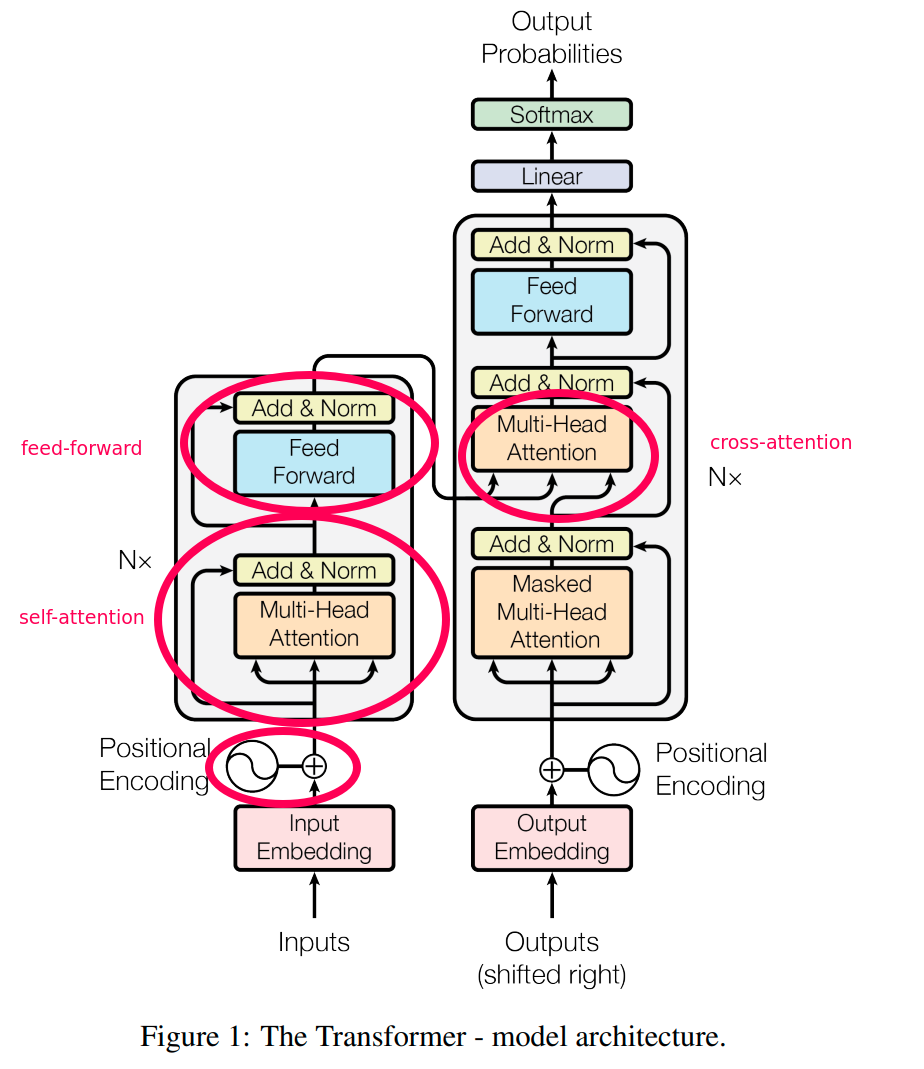 Output
Probabilities
Softmax
Linear
Add & Norm
Feed
Forward
Add & Norm
Multi-Head
Attention
cross-attention
N×
Add & Norm
Masked
Multi-Head
Attention
Add & Norm
Feed
Forward
feed-forward
N×
Add & Norm
Multi-Head
Attention
self-attention
Positional
Encoding
Positional
Encoding
Input
Embedding
Output
Embedding
Inputs
Outputs
(shifted right)
Figure 1: The Transformer - model architecture.